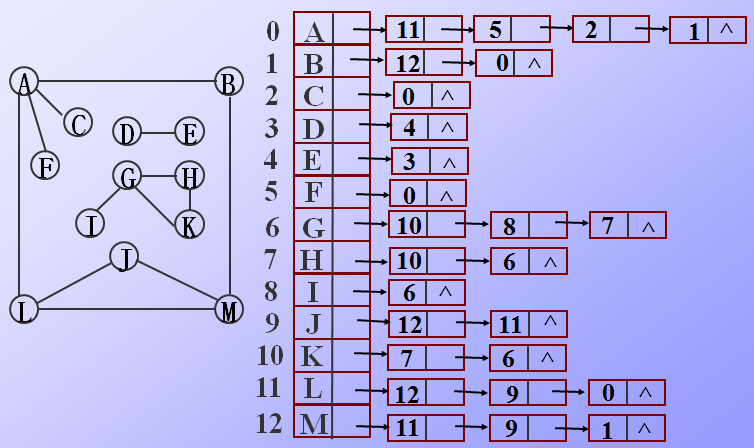 0 A 11 5 2 1 ^
1 B 12 0 ^
2 C 0 ^
3 D 4 ^
4 E 3 ^
5 F 0 ^
6 G 10 8 7 ^
7 H 10 6 ^
8 I 6 ^
9 J 12 11 ^
10 K 7 6 ^
11 L 12 9 0 ^
12 M 11 9 1 ^
A B
C
D E
F
G H
I K
J
L M